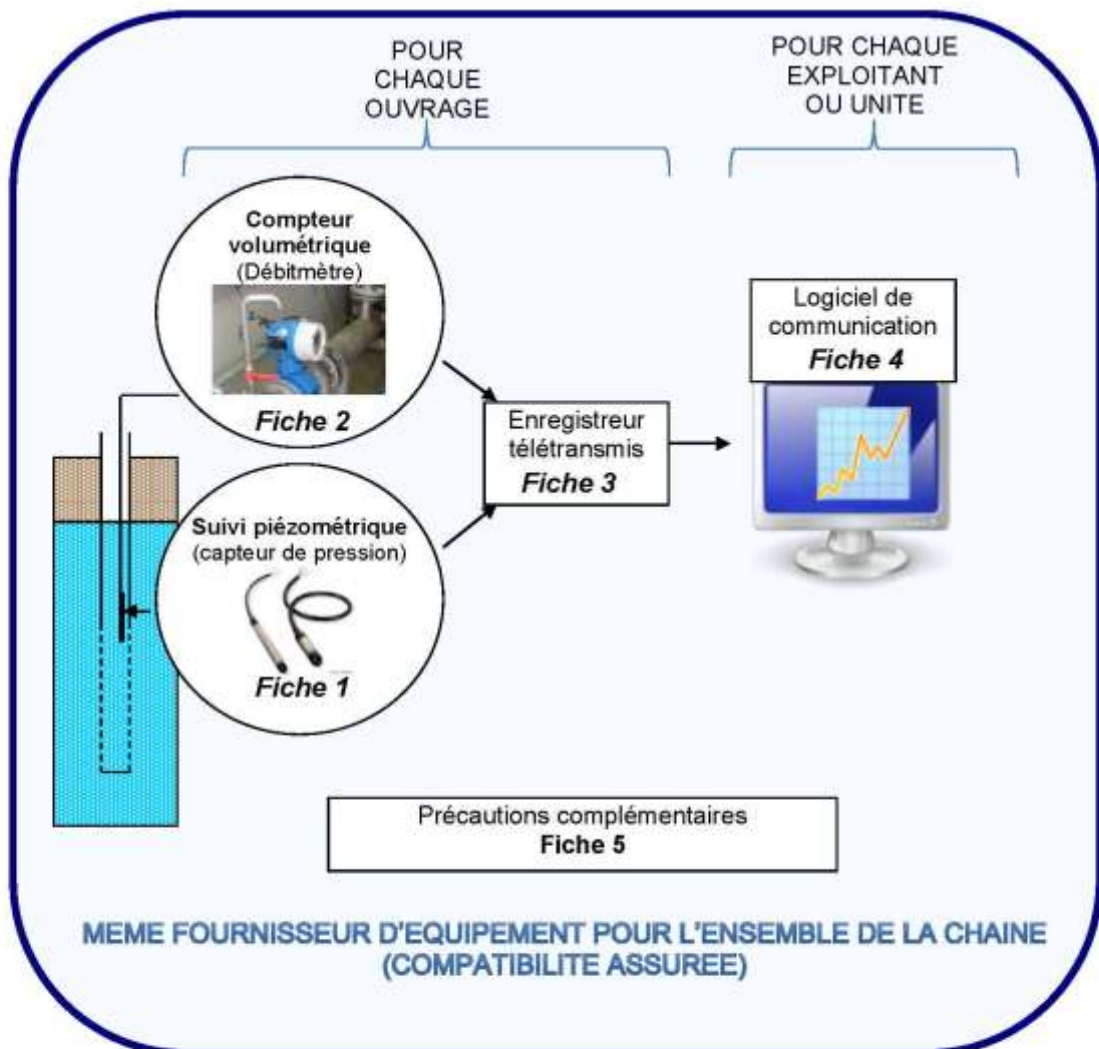 POUR
CHAQUE
OUVRAGE
POUR CHAQUE
EXPLOITANT
OU UNITE
Compteur
volumétrique
(Débitmètre)
Fiche 2
Logiciel de
communication
Fiche 4
Enregistreur
télétransmis
Fiche 3
Suivi piézométrique
(capteur de pression)
Fiche 1
Précautions complémentaires
Fiche 5
MEME FOURNISSEUR D'EQUIPEMENT POUR L'ENSEMBLE DE LA CHAINE
(COMPATIBILITE ASSUREE)